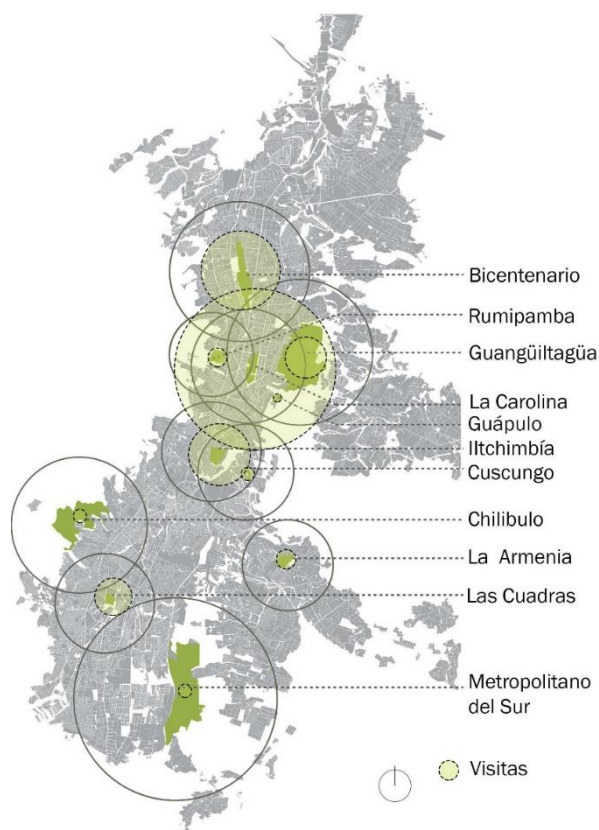 Bicentenario
Rumipamba
Guangüiltagüa
La Carolina
Guápulo
Iltchimbía
Cuscungo
Chilibulo
La Armenia
Las Cuadras
Metropolitano
del Sur
Visitas